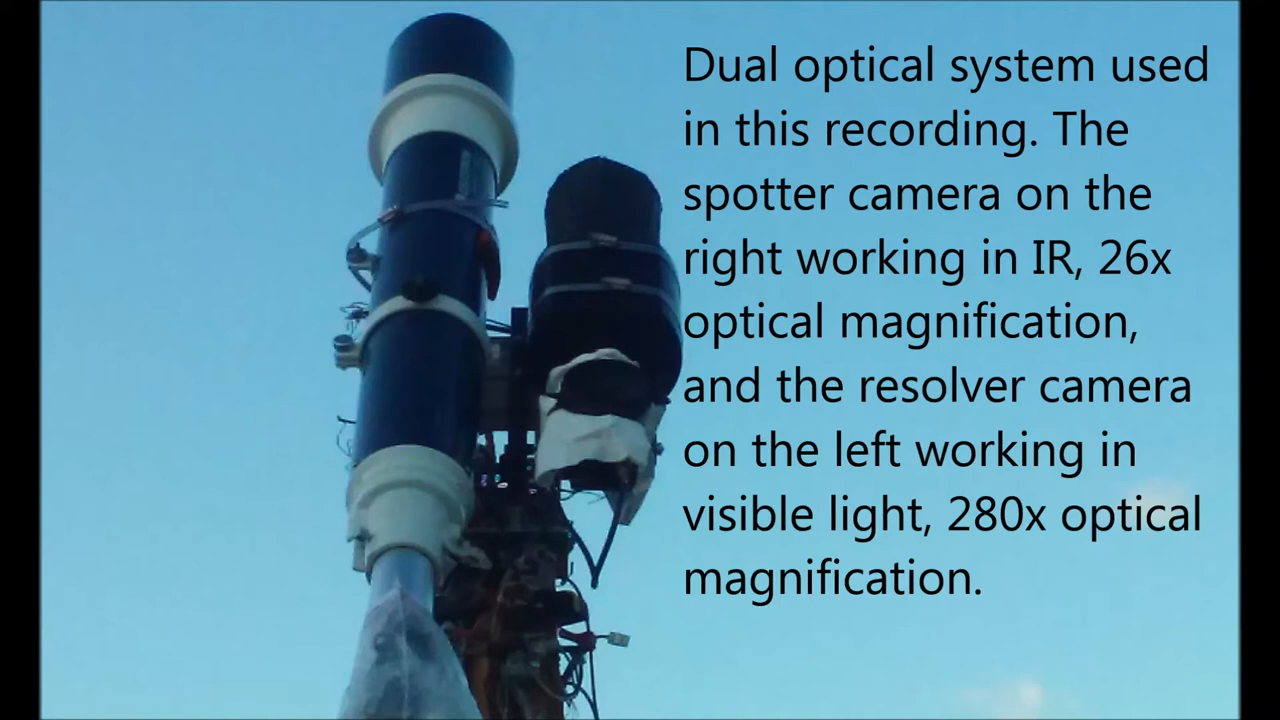 Dual optical system used
in this recording. The
spotter camera on the
right working in IR, 26x
optical magnification,
and the resolver camera
on the left working in
visible light, 280x optical
magnification.